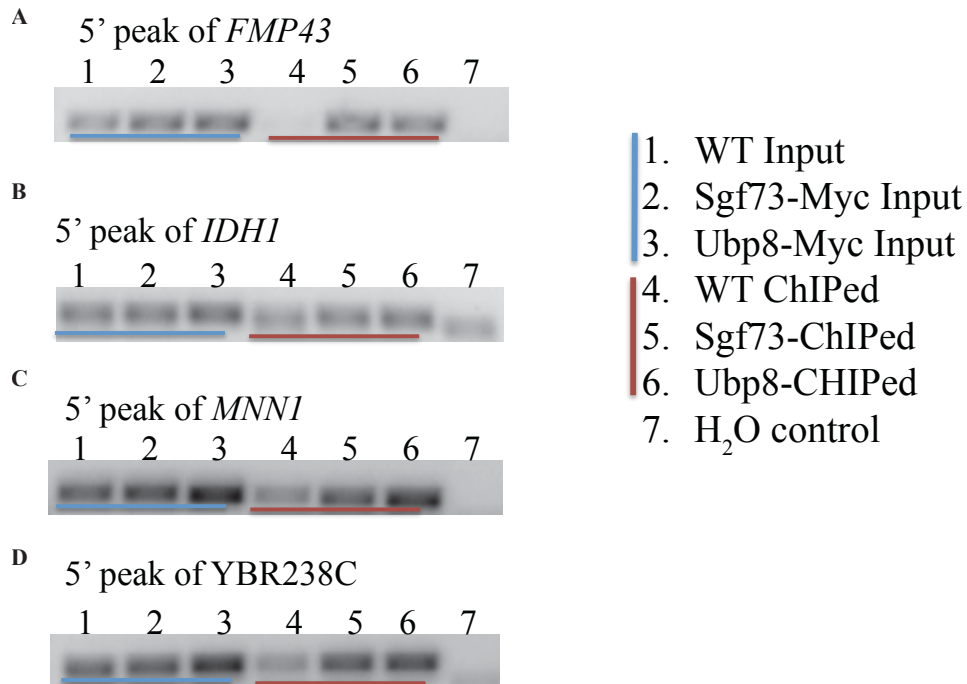 A
5’ peak of FMP43
1 2 3 4 5 6 7
B
5’ peak of IDH1
1 2 3 4 5 6 7
C
5’ peak of MNN1
1 2 3 4 5 6 7
D
5’ peak of YBR238C
1 2 3 4 5 6 7
1. WT Input
2. Sgf73-Myc Input
3. Ubp8-Myc Input
4. WT ChIPed
5. Sgf73-ChIPed
6. Ubp8-CHIPed
7. H₂O control